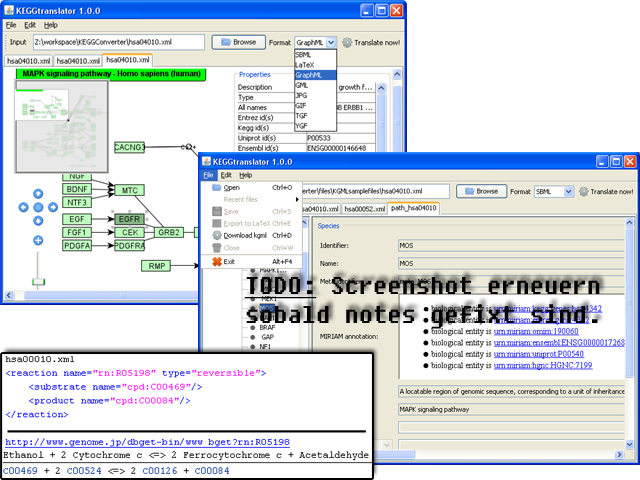 KEGGtranslator 1.0.0
File Edit Help
Input Z:\workspace\KEGGConverter\hsa04010.xml Browse Format GraphML Translate now!
hsa04010.xml hsa04010.xml hsa04010.xml
SBML
LaTeX
GraphML
GML
JPG
GIF
TGF
YGF
MAPK signaling pathway - Homo sapiens (human)
Properties
Description growth f...
Type
All names B ERBB1 ...
Entrez id(s)
Kegg id(s)
Uniprot id(s) P00533
Ensembl id(s) ENSG00000146648
CACNG3
NGF
BDNF
NTF3
MTC
EGF
FGF1
PDGFA
EGFR
CEK
PDGFRA
GRB2
RMP
KEGGtranslator 1.0.0
File Edit Help
Open Ctrl+O
Recent files
Save Ctrl+S
Export to LaTeX Ctrl+E
Download kgml Ctrl+D
Close Ctrl+W
Exit Alt+F4
erter\files\KGMLsamplefiles\hsa04010.xml Browse Format SBML Translate now!
hsa04010.xml hsa00052.xml path_hsa04010
Species
Identifier: MOS
Name: MOS
MIRIAM annotation:
biological entity is
biological entity is urn:miriam:omim:190060
biological entity is urn:miriam:ensembl:ENSG0000017268
biological entity is urn:miriam:uniprot:P00540
biological entity is urn:miriam:hgnc:HGNC:7199
A locatable region of genomic sequence, corresponding to a unit of inheritance
MAPK signaling pathway
MEK1
BRAF
GAP
NF1
TODO: Screenshot erneuern
sobald notes gefixt sind.
hsa00010.xml
<reaction name="rn:R05198" type="reversible">
<substrate name="cpd:C00469"/>
<product name="cpd:C00084"/>
</reaction>
http://www.genome.jp/dbget-bin/www_bget?rn:R05198
Ethanol + 2 Cytochrome c <=> 2 Ferrocytochrome c + Acetaldehyde
C00469 + 2 C00524 <=> 2 C00126 + C00084